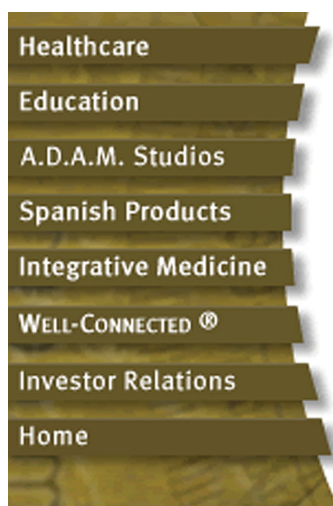 Healthcare
Education
A.D.A.M. Studios
Spanish Products
Integrative Medicine
WELL-CONNECTED ®
Investor Relations
Home